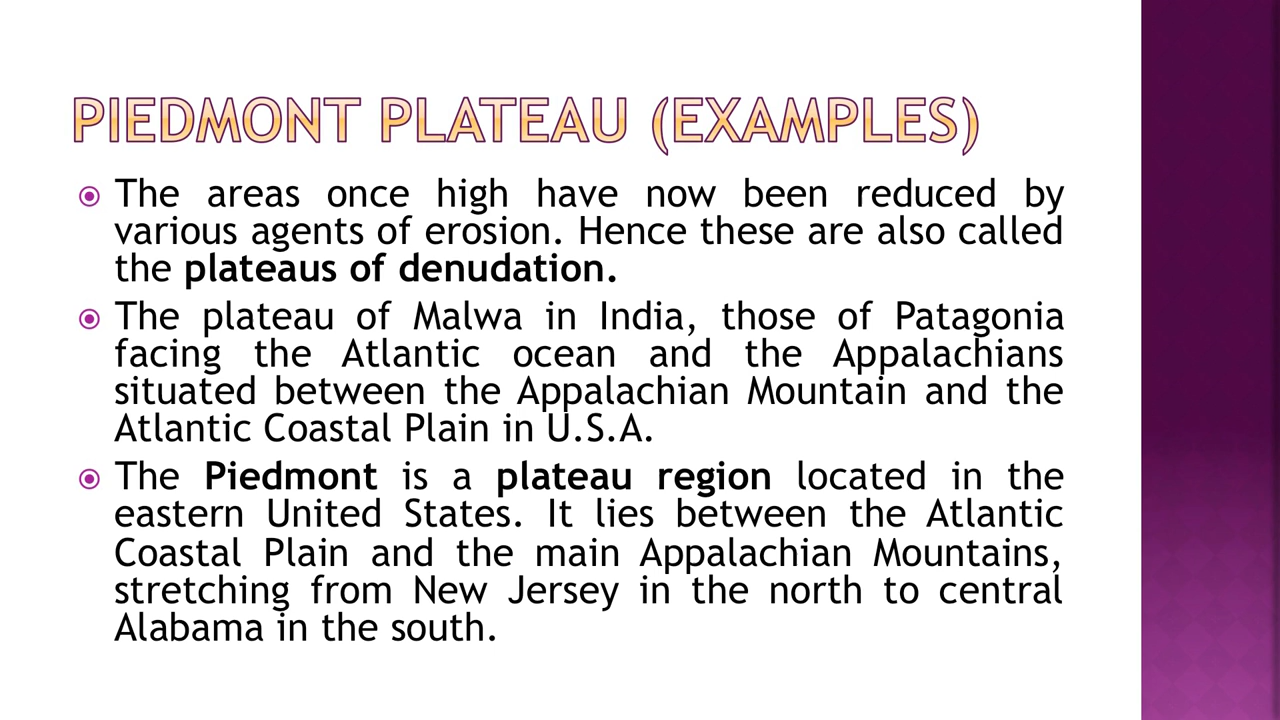 PIEDMONT PLATEAU (EXAMPLES)
The areas once high have now been reduced by
various agents of erosion. Hence these are also called
the plateaus of denudation.
The plateau of Malwa in India, those of Patagonia
facing the Atlantic ocean and the Appalachians
situated between the Appalachian Mountain and the
Atlantic Coastal Plain in U.S.A.
The Piedmont is a plateau region located in the
eastern United States. It lies between the Atlantic
Coastal Plain and the main Appalachian Mountains,
stretching from New Jersey in the north to central
Alabama in the south.